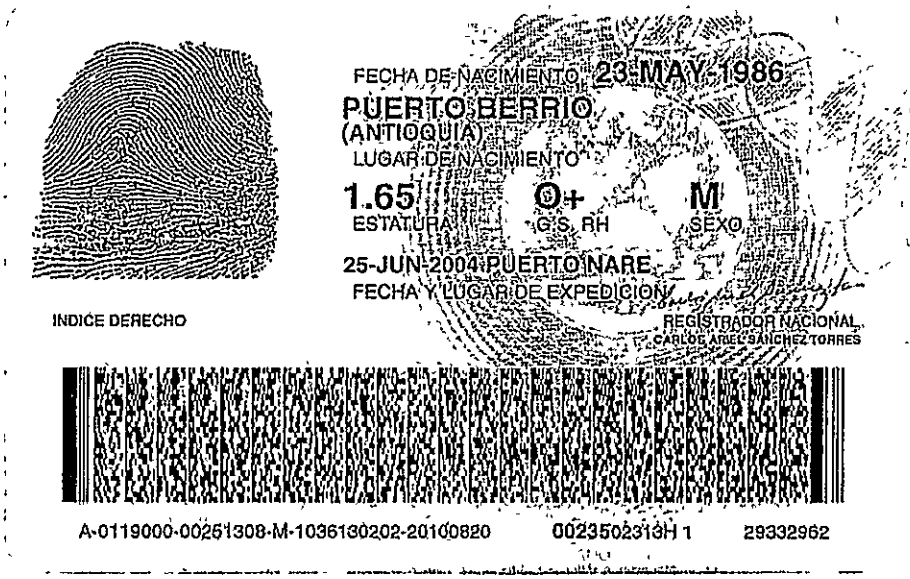 FECHA DE NACIMIENTO 23-MAY-1986
PUERTO BERRIO
(ANTIOQUIA)
LUGAR DE NACIMIENTO
1.65 O+ M
ESTATURA G.S. RH SEXO
25-JUN-2004 PUERTO NARE
FECHA Y LUGAR DE EXPEDICION
INDICE DERECHO
REGISTRADOR NACIONAL
CARLOS ARIEL SANCHEZ TORRES
A-0119000-00251308-M-1036130202-20100820 0023502313H 1 29332962